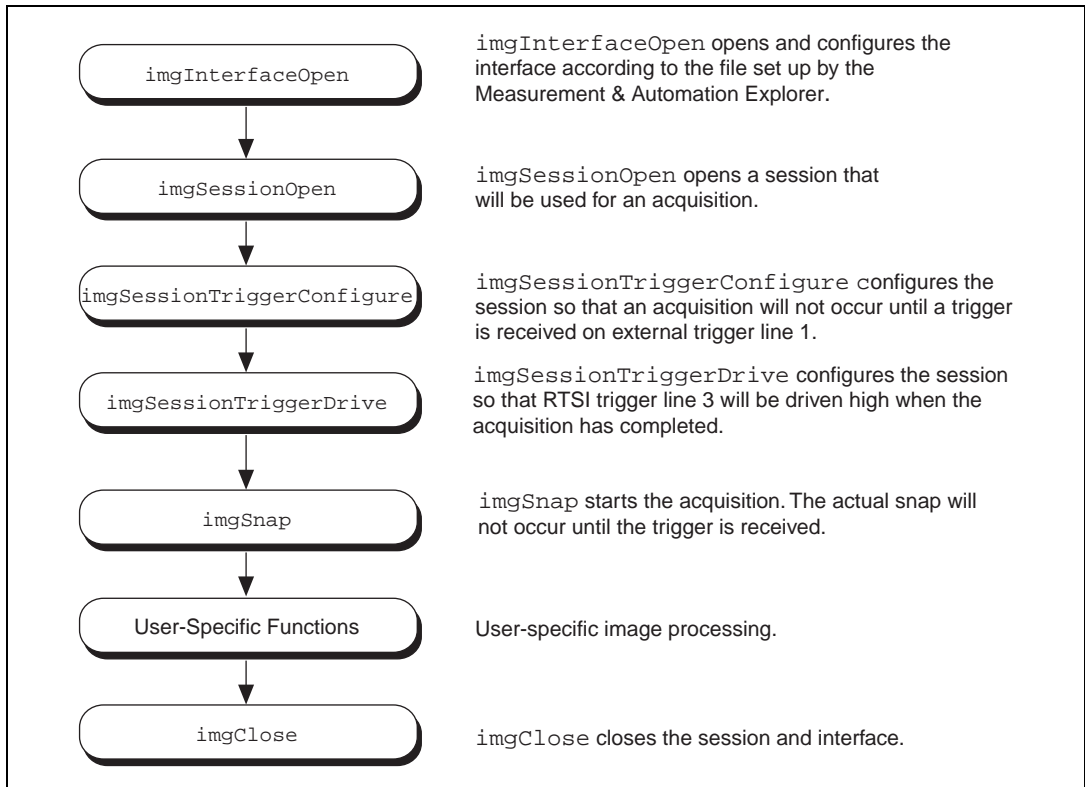 imgInterfaceOpen
imgInterfaceOpen opens and configures the
interface according to the file set up by the
Measurement & Automation Explorer.
imgSessionOpen
imgSessionOpen opens a session that
will be used for an acquisition.
imgSessionTriggerConfigure
imgSessionTriggerConfigure configures the
session so that an acquisition will not occur until a trigger
is received on external trigger line 1.
imgSessionTriggerDrive
imgSessionTriggerDrive configures the session
so that RTSI trigger line 3 will be driven high when the
acquisition has completed.
imgSnap
imgSnap starts the acquisition. The actual snap will
not occur until the trigger is received.
User-Specific Functions
User-specific image processing.
imgClose
imgClose closes the session and interface.